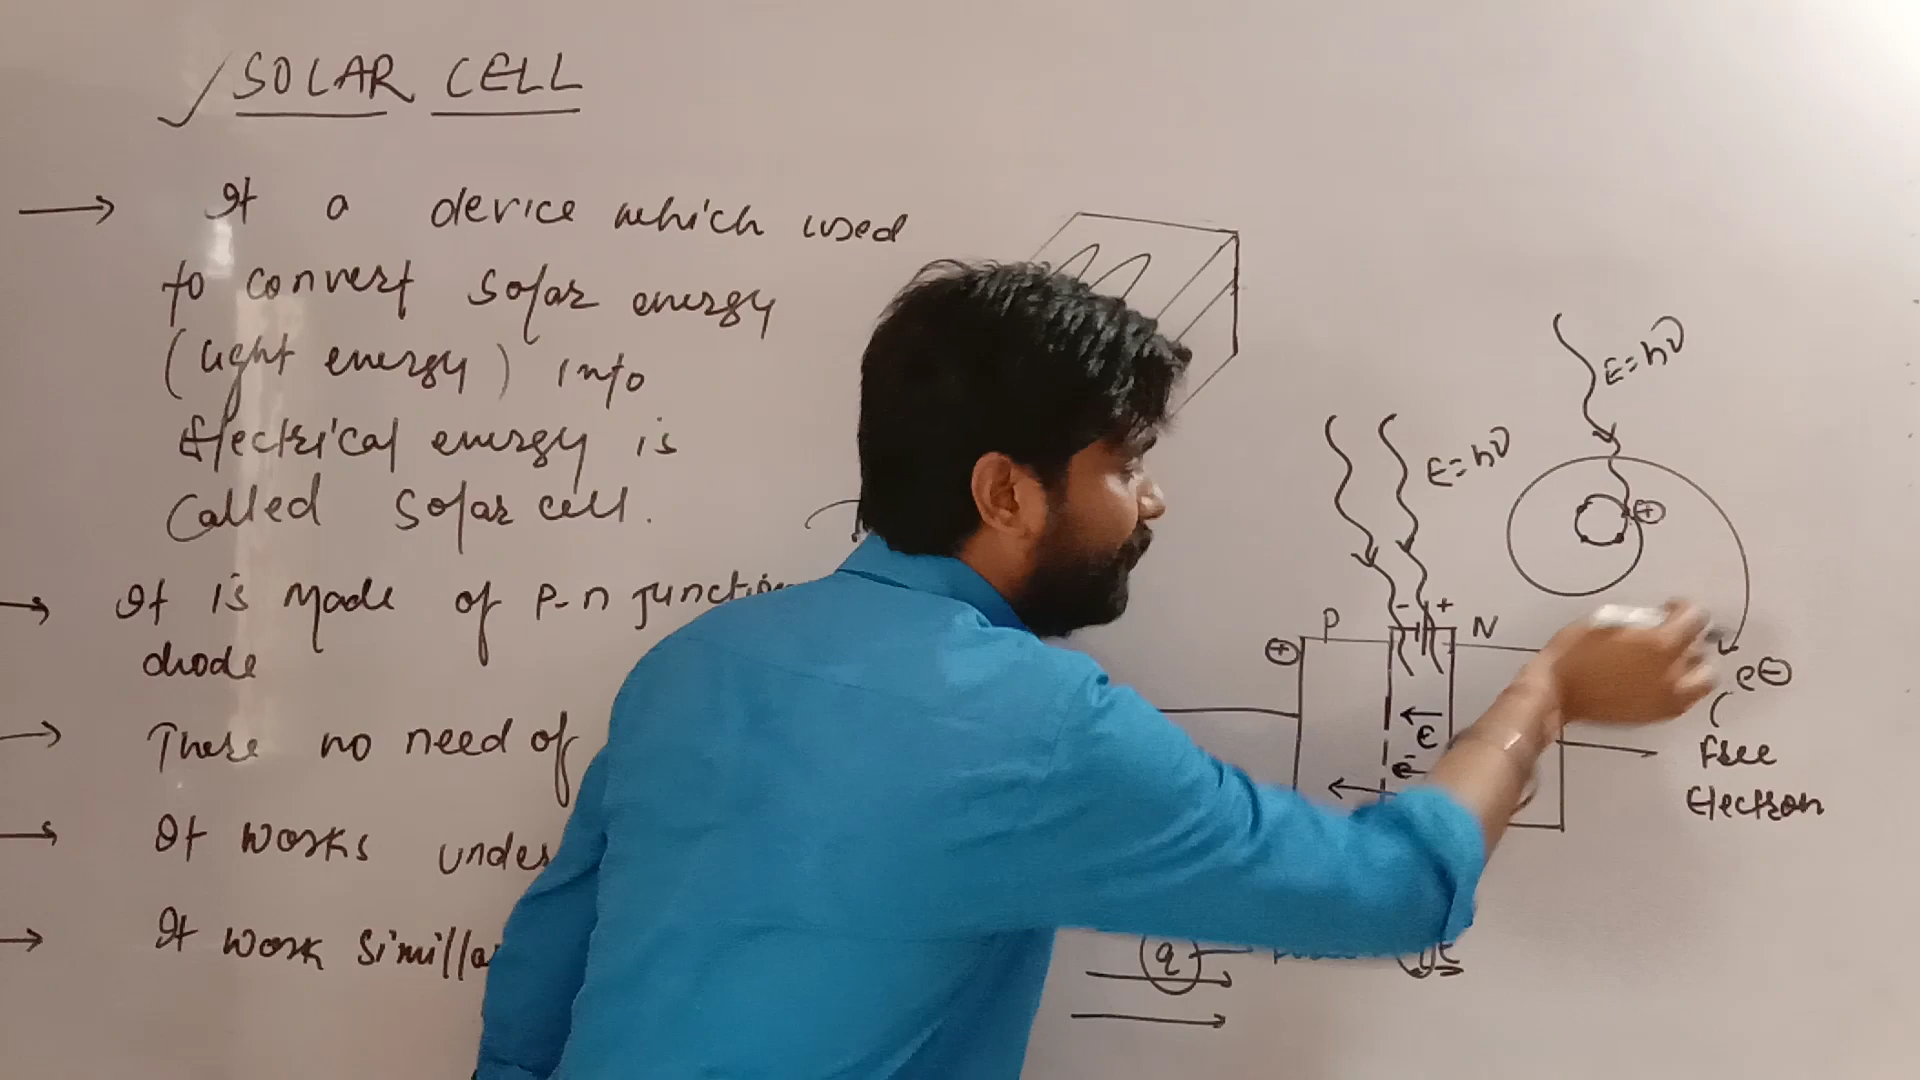 SOLAR CELL
It a device which used
to convert solar energy
(light energy) into
Electrical energy is
Called solar cell.
It is made of P-n junction
diode
There no need of
It works under
It work simillar
E=hν
E=hν
+
- +
P N
+
E
e-
e⊖
Free
Electron
q